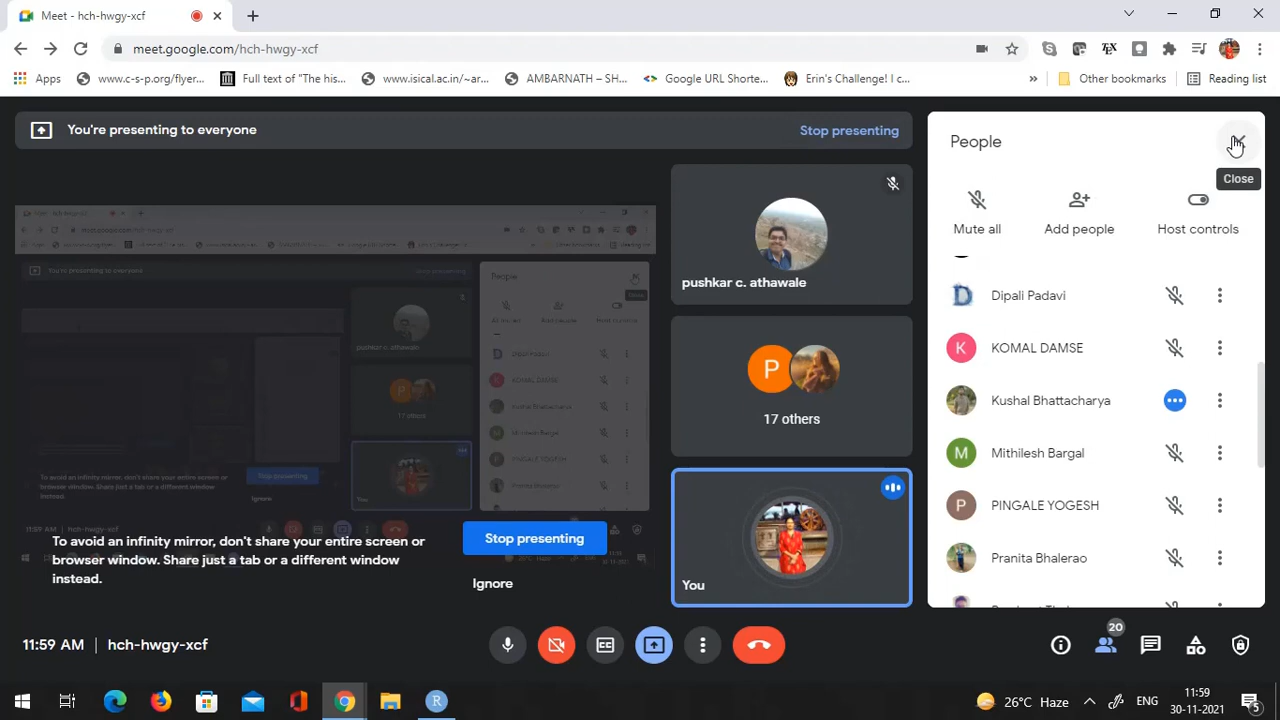 Meet - hch-hwgy-xcf
meet.google.com/hch-hwgy-xcf
Apps
www.c-s-p.org/flyer...
Full text of "The his...
www.isical.ac.in/~ar...
AMBARNATH – SH...
Google URL Shorte...
Erin's Challenge! I c...
»
Other bookmarks
Reading list
You're presenting to everyone
Stop presenting
People
Close
Mute all
Add people
Host controls
pushkar c. athawale
P
17 others
You
Dipali Padavi
K
KOMAL DAMSE
Kushal Bhattacharya
M
Mithilesh Bargal
P
PINGALE YOGESH
Pranita Bhalerao
To avoid an infinity mirror, don't share your entire screen or
browser window. Share just a tab or a different window
instead.
Stop presenting
Ignore
11:59 AM | hch-hwgy-xcf
20
26°C Haze
ENG
11:59
30-11-2021
5